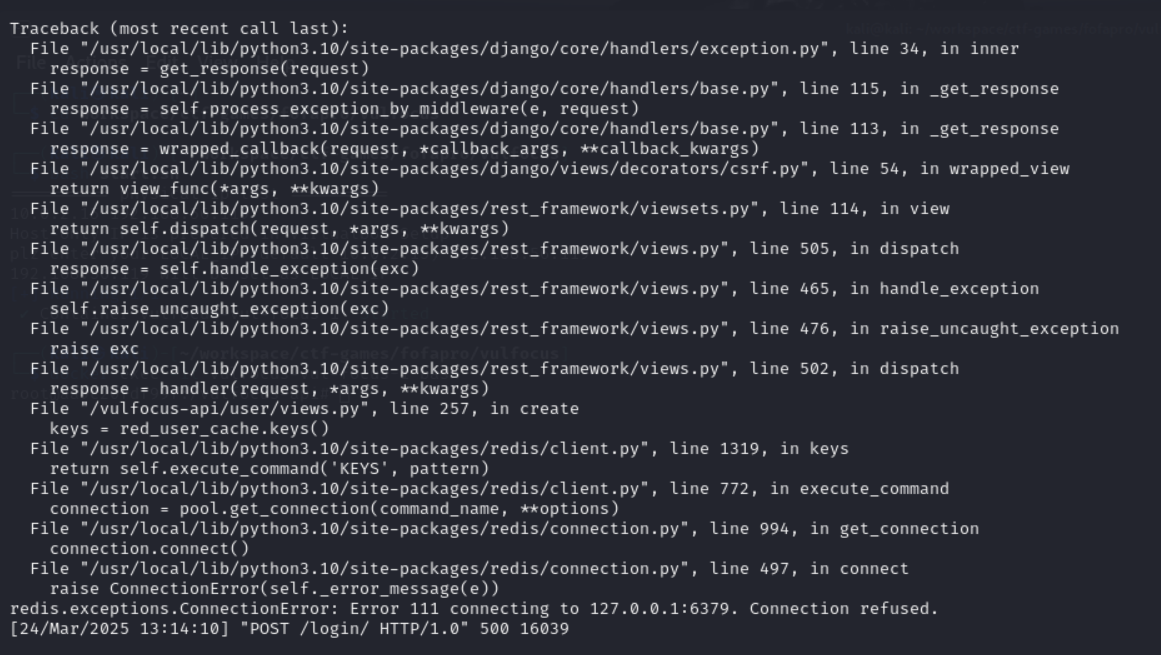 Traceback (most recent call last):
File "/usr/local/lib/python3.10/site-packages/django/core/handlers/exception.py", line 34, in inner
response = get_response(request)
File "/usr/local/lib/python3.10/site-packages/django/core/handlers/base.py", line 115, in _get_response
response = self.process_exception_by_middleware(e, request)
File "/usr/local/lib/python3.10/site-packages/django/core/handlers/base.py", line 113, in _get_response
response = wrapped_callback(request, *callback_args, **callback_kwargs)
File "/usr/local/lib/python3.10/site-packages/django/views/decorators/csrf.py", line 54, in wrapped_view
return view_func(*args, **kwargs)
File "/usr/local/lib/python3.10/site-packages/rest_framework/viewsets.py", line 114, in view
return self.dispatch(request, *args, **kwargs)
File "/usr/local/lib/python3.10/site-packages/rest_framework/views.py", line 505, in dispatch
response = self.handle_exception(exc)
File "/usr/local/lib/python3.10/site-packages/rest_framework/views.py", line 465, in handle_exception
self.raise_uncaught_exception(exc)
File "/usr/local/lib/python3.10/site-packages/rest_framework/views.py", line 476, in raise_uncaught_exception
raise exc
File "/usr/local/lib/python3.10/site-packages/rest_framework/views.py", line 502, in dispatch
response = handler(request, *args, **kwargs)
File "/vulfocus-api/user/views.py", line 257, in create
keys = red_user_cache.keys()
File "/usr/local/lib/python3.10/site-packages/redis/client.py", line 1319, in keys
return self.execute_command('KEYS', pattern)
File "/usr/local/lib/python3.10/site-packages/redis/client.py", line 772, in execute_command
connection = pool.get_connection(command_name, **options)
File "/usr/local/lib/python3.10/site-packages/redis/connection.py", line 994, in get_connection
connection.connect()
File "/usr/local/lib/python3.10/site-packages/redis/connection.py", line 497, in connect
raise ConnectionError(self._error_message(e))
redis.exceptions.ConnectionError: Error 111 connecting to 127.0.0.1:6379. Connection refused.
[24/Mar/2025 13:14:10] "POST /login/ HTTP/1.0" 500 16039